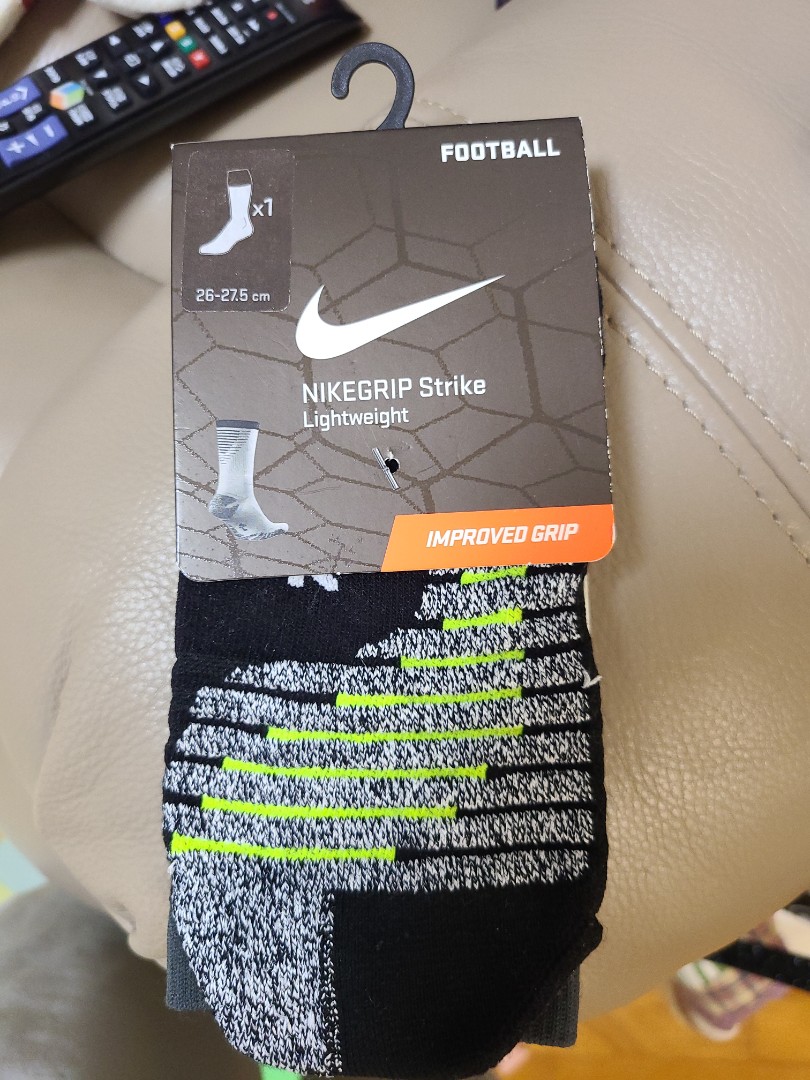 FOOTBALL
x1
26-27.5 cm
NIKEGRIP Strike
Lightweight
IMPROVED GRIP